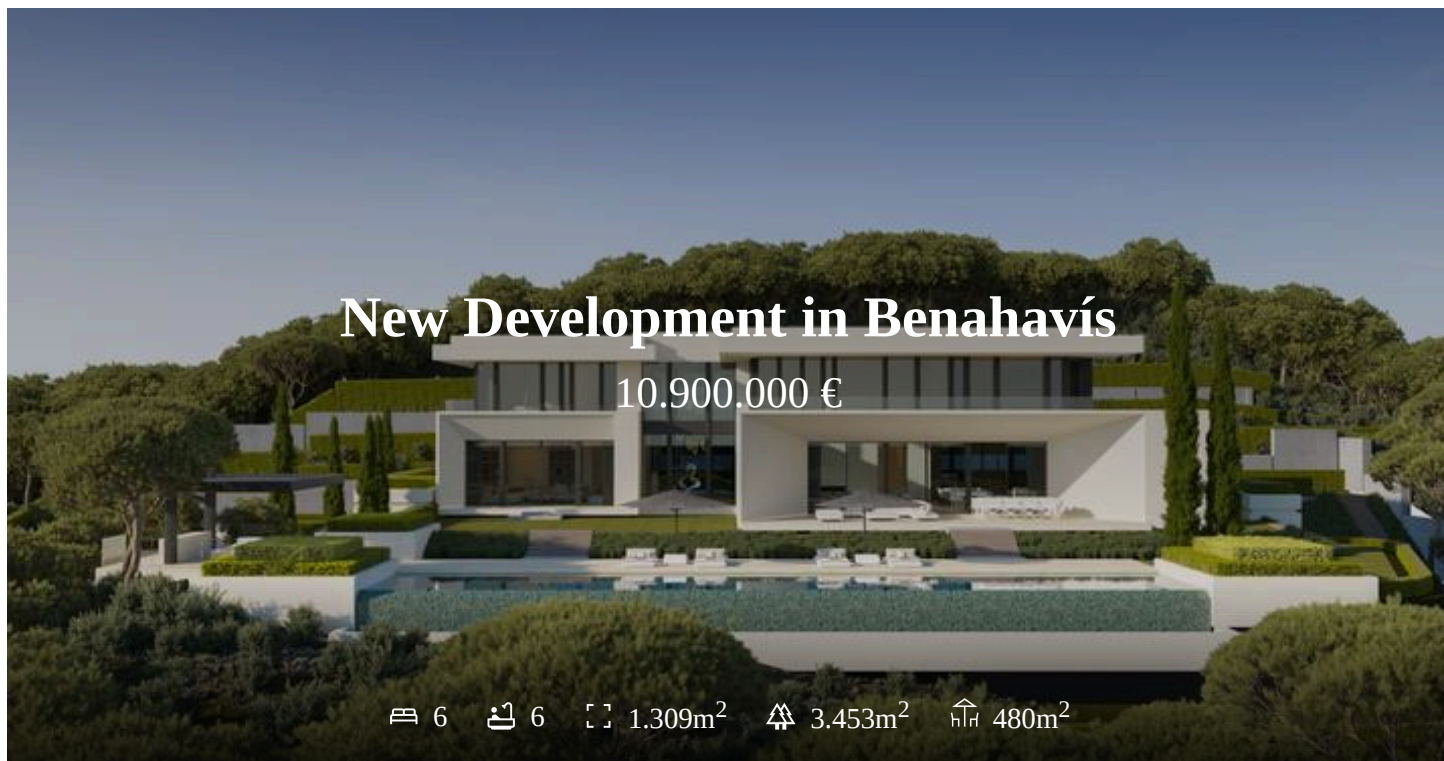 New Development in Benahavís
10.900.000 €
6 6 1.309m² 3.453m² 480m²